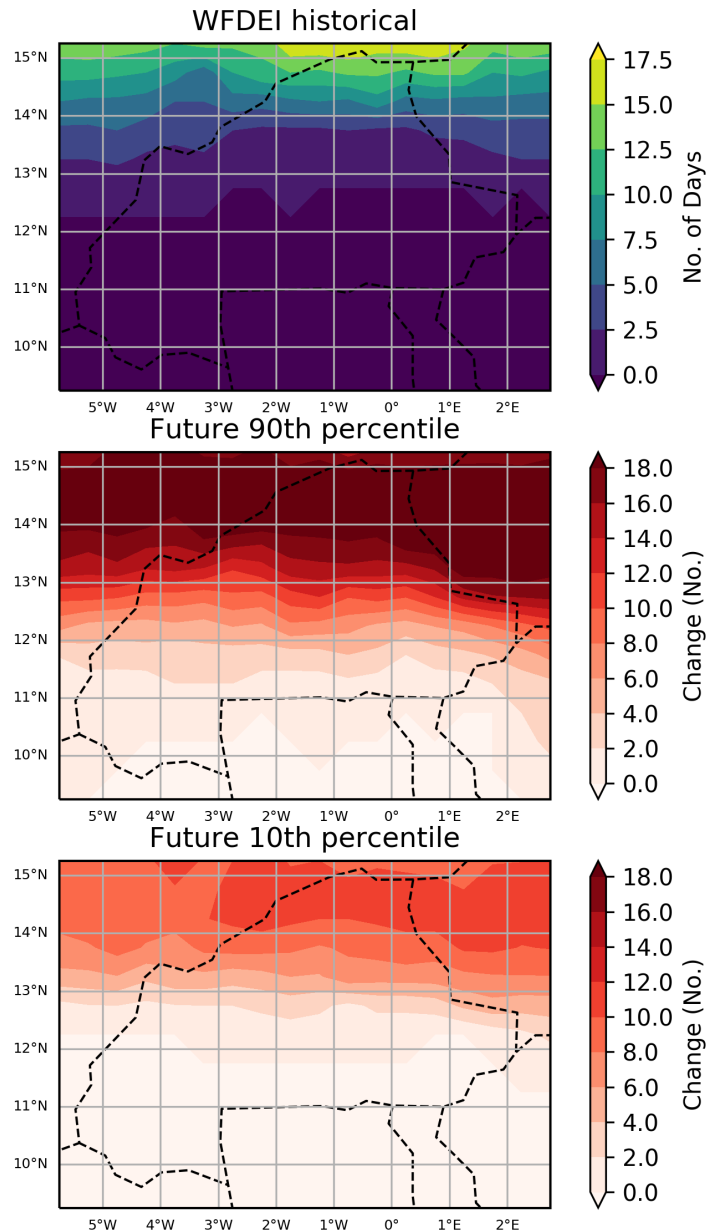 WFDEI historical
15°N
14°N
13°N
12°N
11°N
10°N
5°W 4°W 3°W 2°W 1°W 0° 1°E 2°E
17.5
15.0
12.5
10.0
7.5
5.0
2.5
0.0
No. of Days
Future 90th percentile
15°N
14°N
13°N
12°N
11°N
10°N
5°W 4°W 3°W 2°W 1°W 0° 1°E 2°E
18.0
16.0
14.0
12.0
10.0
8.0
6.0
4.0
2.0
0.0
Change (No.)
Future 10th percentile
15°N
14°N
13°N
12°N
11°N
10°N
5°W 4°W 3°W 2°W 1°W 0° 1°E 2°E
18.0
16.0
14.0
12.0
10.0
8.0
6.0
4.0
2.0
0.0
Change (No.)